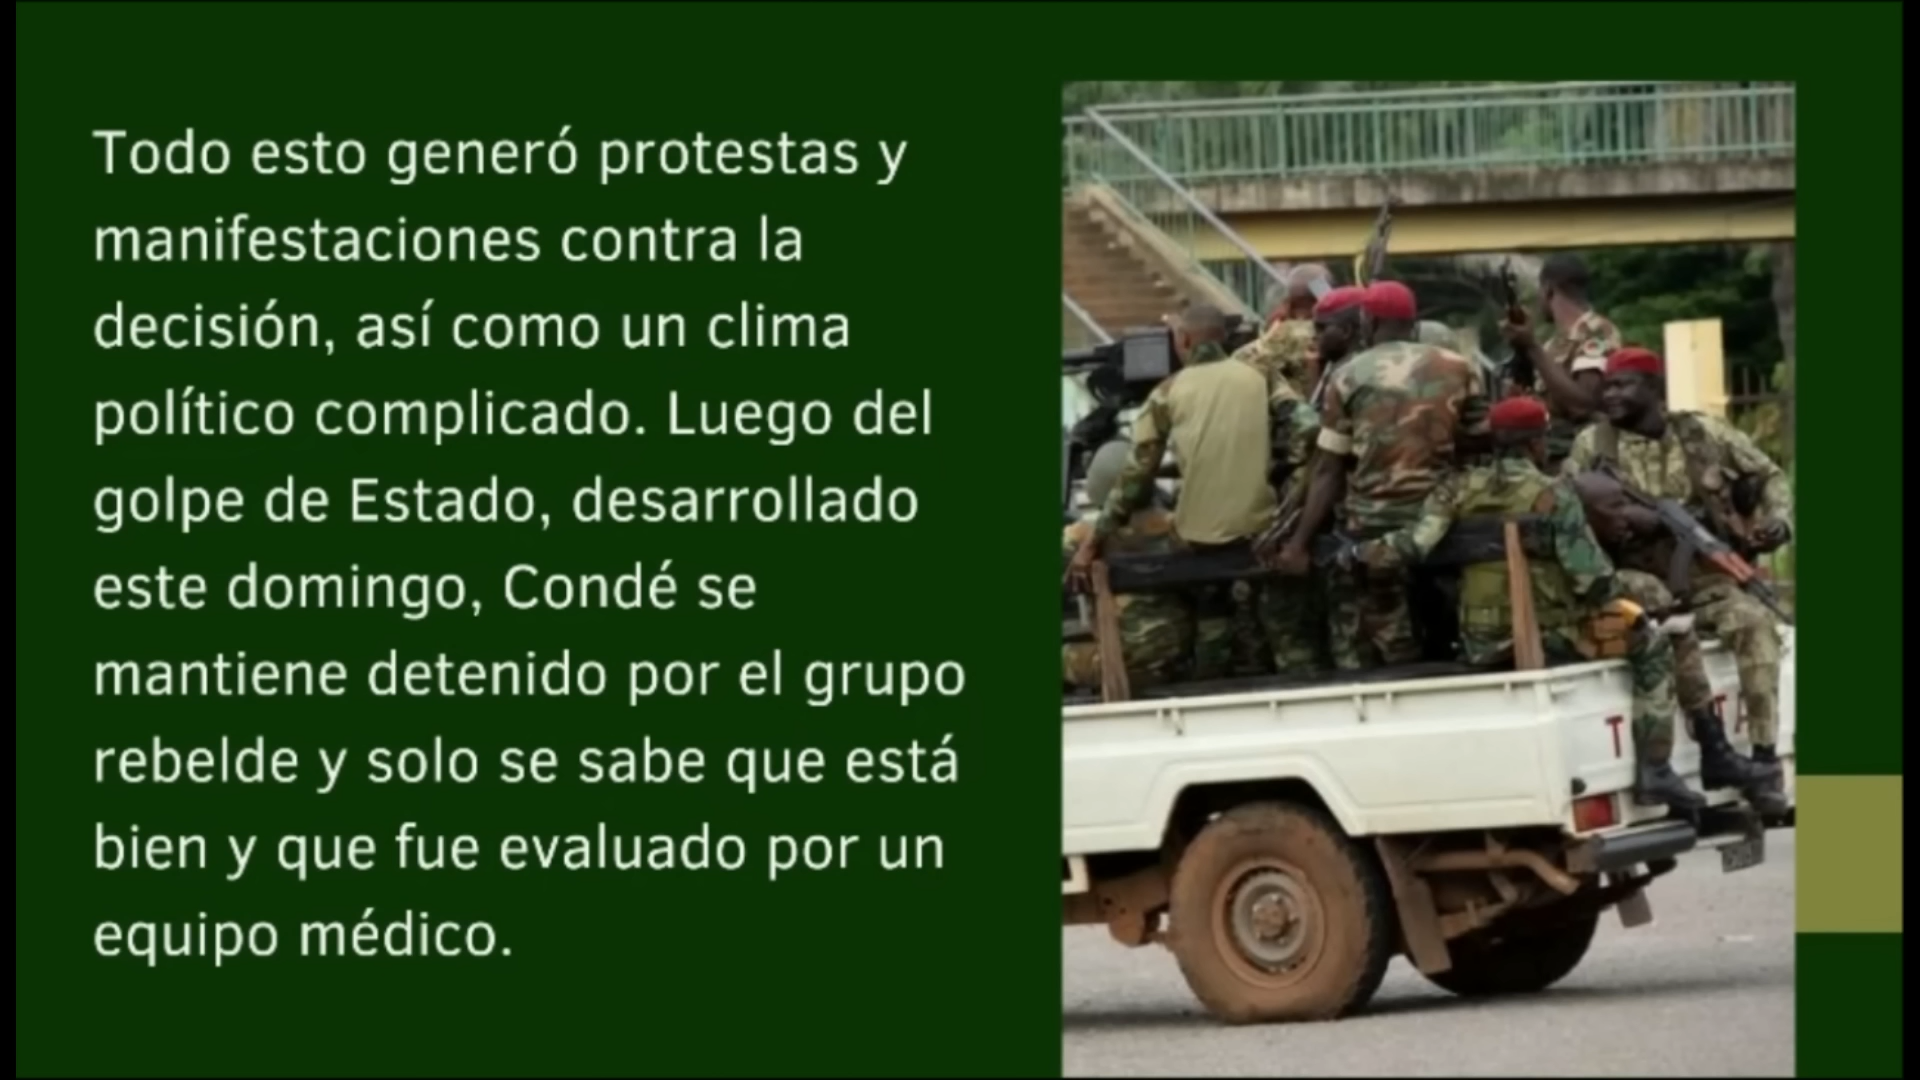 Todo esto generó protestas y
manifestaciones contra la
decisión, así como un clima
político complicado. Luego del
golpe de Estado, desarrollado
este domingo, Condé se
mantiene detenido por el grupo
rebelde y solo se sabe que está
bien y que fue evaluado por un
equipo médico.